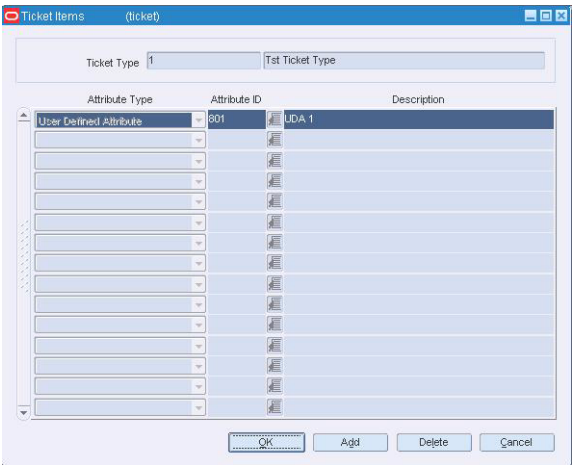 Ticket Items (ticket)
Ticket Type 1 Tst Ticket Type
Attribute Type Attribute ID Description
User Defined Attribute 801 UDA 1
OK Add Delete Cancel